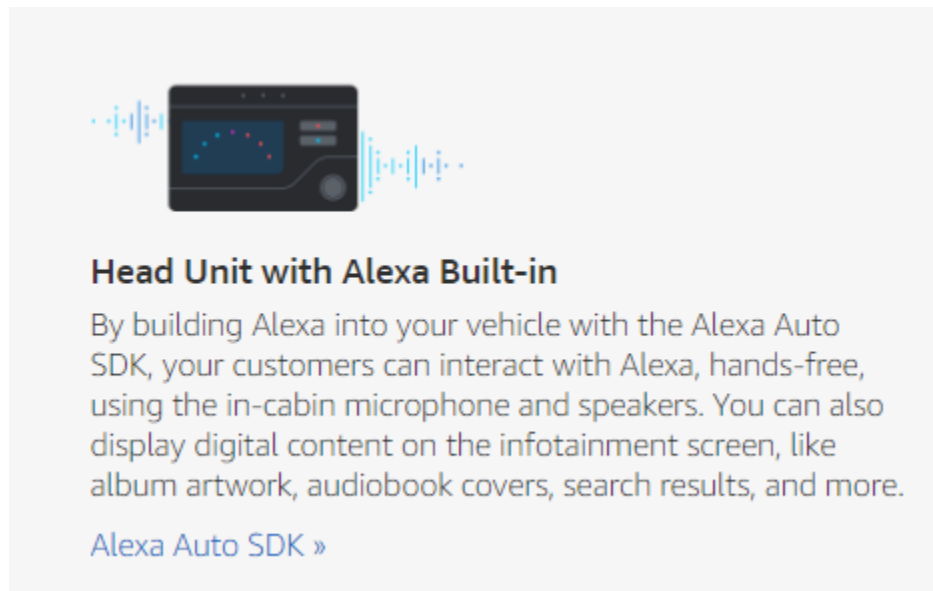 Head Unit with Alexa Built-in
By building Alexa into your vehicle with the Alexa Auto
SDK, your customers can interact with Alexa, hands-free,
using the in-cabin microphone and speakers. You can also
display digital content on the infotainment screen, like
album artwork, audiobook covers, search results, and more.
Alexa Auto SDK »